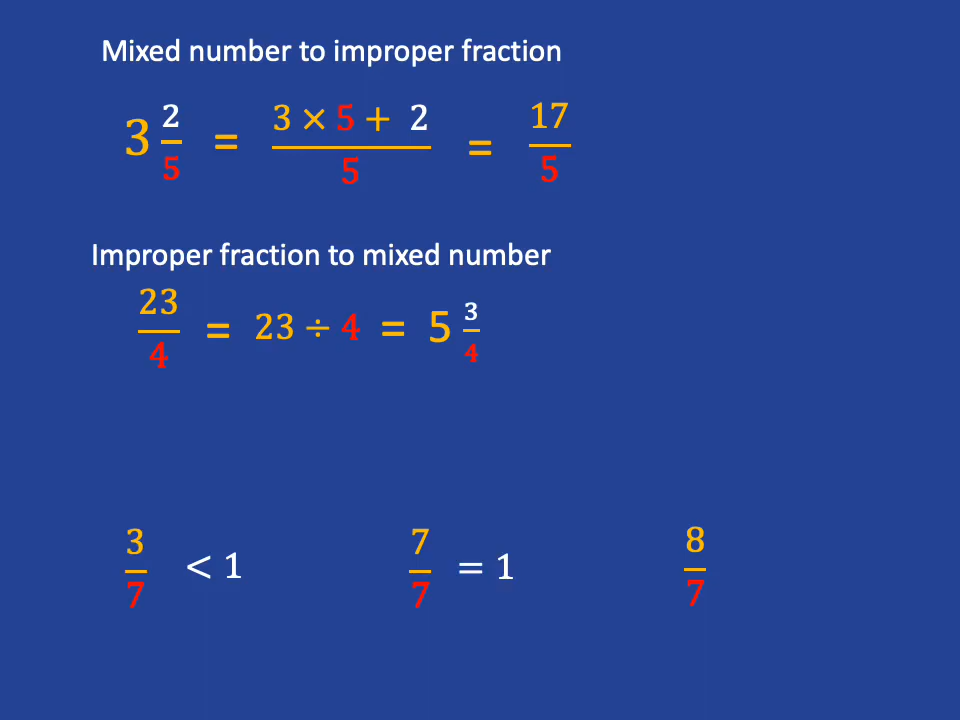 Mixed number to improper fraction
3 2/5 = (3 × 5 + 2)/5 = 17/5
Improper fraction to mixed number
23/4 = 23 ÷ 4 = 5 3/4
3/7 < 1 7/7 = 1 8/7